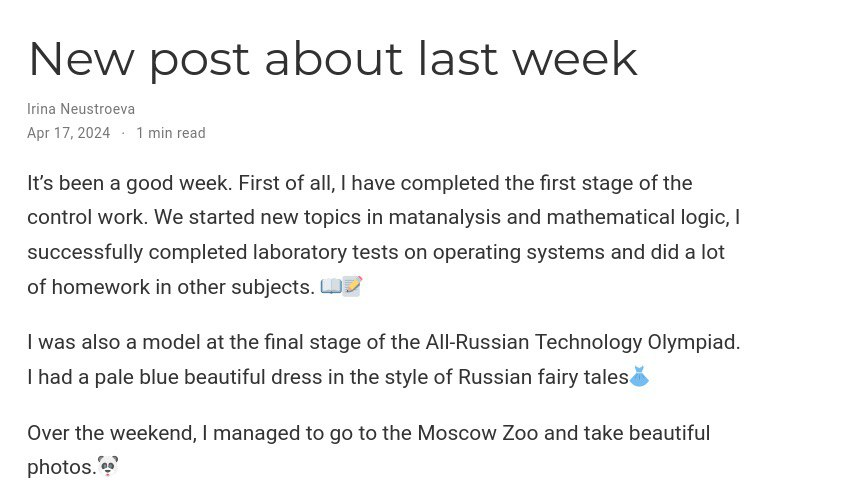 New post about last week
Irina Neustroeva
Apr 17, 2024 · 1 min read
It’s been a good week. First of all, I have completed the first stage of the
control work. We started new topics in matanalysis and mathematical logic, I
successfully completed laboratory tests on operating systems and did a lot
of homework in other subjects. 📖📝
I was also a model at the final stage of the All-Russian Technology Olympiad.
I had a pale blue beautiful dress in the style of Russian fairy tales👗
Over the weekend, I managed to go to the Moscow Zoo and take beautiful
photos.🐼